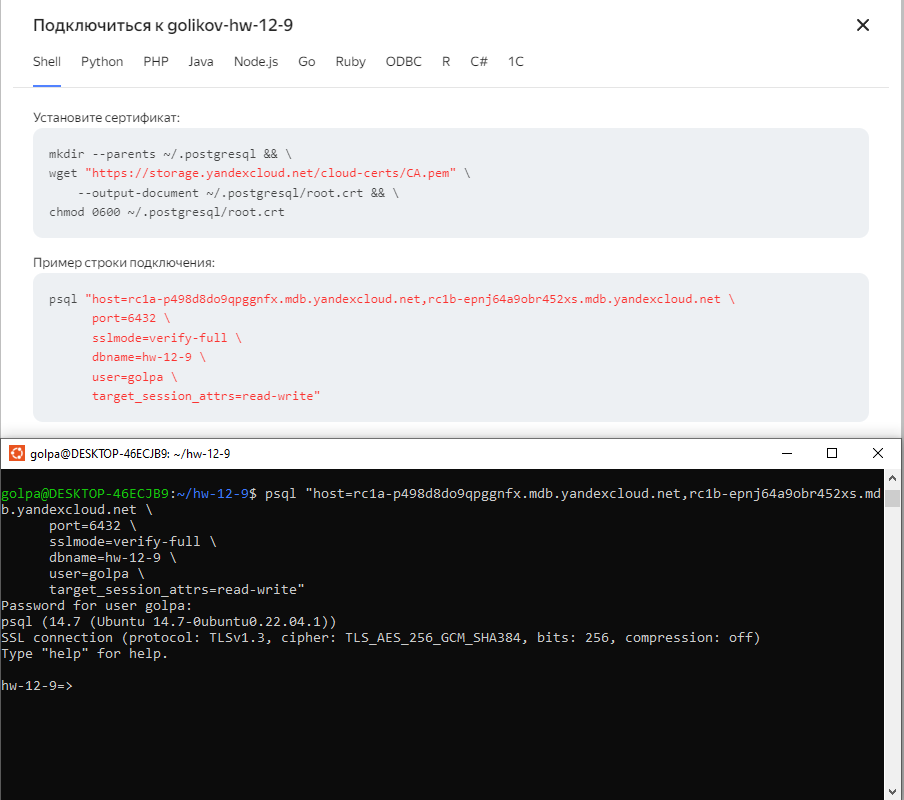 Подключиться к golikov-hw-12-9
Shell Python PHP Java Node.js Go Ruby ODBC R C# 1C
Установите сертификат:
mkdir --parents ~/.postgresql && \
wget "https://storage.yandexcloud.net/cloud-certs/CA.pem" \
--output-document ~/.postgresql/root.crt && \
chmod 0600 ~/.postgresql/root.crt
Пример строки подключения:
psql "host=rc1a-p498d8do9qpggnfx.mdb.yandexcloud.net,rc1b-epnj64a9obr452xs.mdb.yandexcloud.net \
port=6432 \
sslmode=verify-full \
dbname=hw-12-9 \
user=golpa \
target_session_attrs=read-write"
golpa@DESKTOP-46ECJB9: ~/hw-12-9
golpa@DESKTOP-46ECJB9:~/hw-12-9$ psql "host=rc1a-p498d8do9qpggnfx.mdb.yandexcloud.net,rc1b-epnj64a9obr452xs.md
b.yandexcloud.net \
port=6432 \
sslmode=verify-full \
dbname=hw-12-9 \
user=golpa \
target_session_attrs=read-write"
Password for user golpa:
psql (14.7 (Ubuntu 14.7-0ubuntu0.22.04.1))
SSL connection (protocol: TLSv1.3, cipher: TLS_AES_256_GCM_SHA384, bits: 256, compression: off)
Type "help" for help.
hw-12-9=>